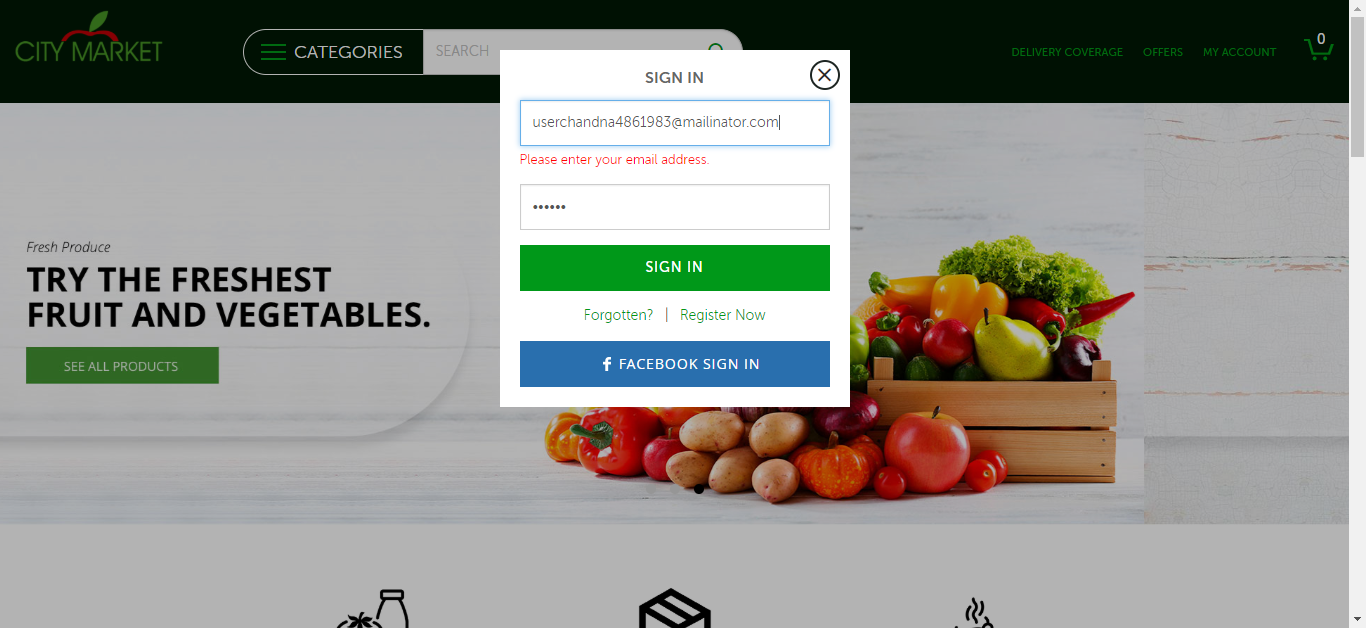 CITY MARKET
CATEGORIES
SEARCH
DELIVERY COVERAGE
OFFERS
MY ACCOUNT
0
SIGN IN
userchandna4861983@mailinator.com
Please enter your email address.
••••••
SIGN IN
Forgotten? | Register Now
f FACEBOOK SIGN IN
Fresh Produce
TRY THE FRESHEST
FRUIT AND VEGETABLES.
SEE ALL PRODUCTS